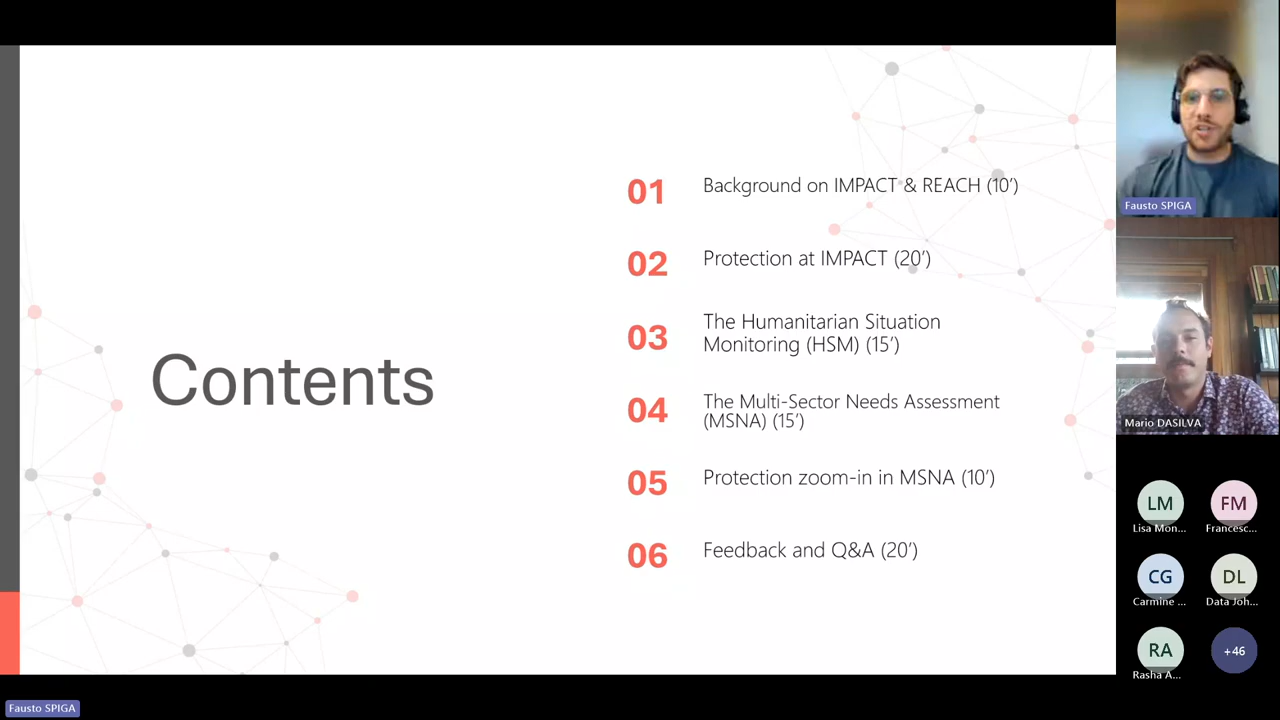 Contents
01
Background on IMPACT & REACH (10’)
02
Protection at IMPACT (20’)
03
The Humanitarian Situation
Monitoring (HSM) (15’)
04
The Multi-Sector Needs Assessment
(MSNA) (15’)
05
Protection zoom-in in MSNA (10’)
06
Feedback and Q&A (20’)
Fausto SPIGA
Mario DASILVA
LM
Lisa Mon...
FM
Francesc...
CG
Carmine ...
DL
Data Joh...
RA
Rasha A...
+46
Fausto SPIGA